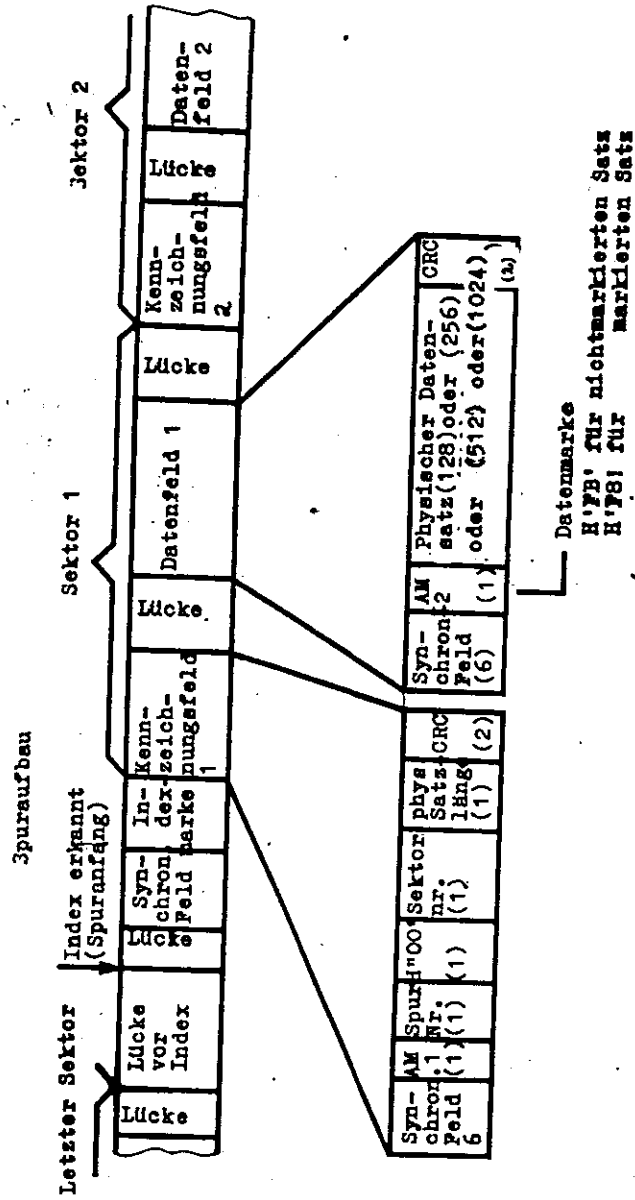 Spuraufbau
Letzter Sektor
Index erkannt
(Spuranfang)
Sektor 1
Sektor 2
Lücke
Lücke
vor
Index
Lücke
Syn-
chron,
Feld
In-
dex-
marke
Kenn-
zeich-
nungsfeld
1
Lücke
Datenfeld 1
Lücke
Kenn-
zeich-
nungsfeld
2
Lücke
Daten-
feld 2
Syn-
chron.
Feld
6
AM
1
(1)
Spur
Nr.
(1)
H"00"
(1)
Sektor
nr.
(1)
phys
Satz-
länge
(1)
CRC
(2)
Syn-
chron-
Feld
(6)
AM
2
(1)
Physischer Daten-
satz(128)oder (256)
oder (512) oder(1024)
CRC
(2)
Datenmarke
H'FB' für nichtmarkierten Satz
H'F8' für markierten Satz